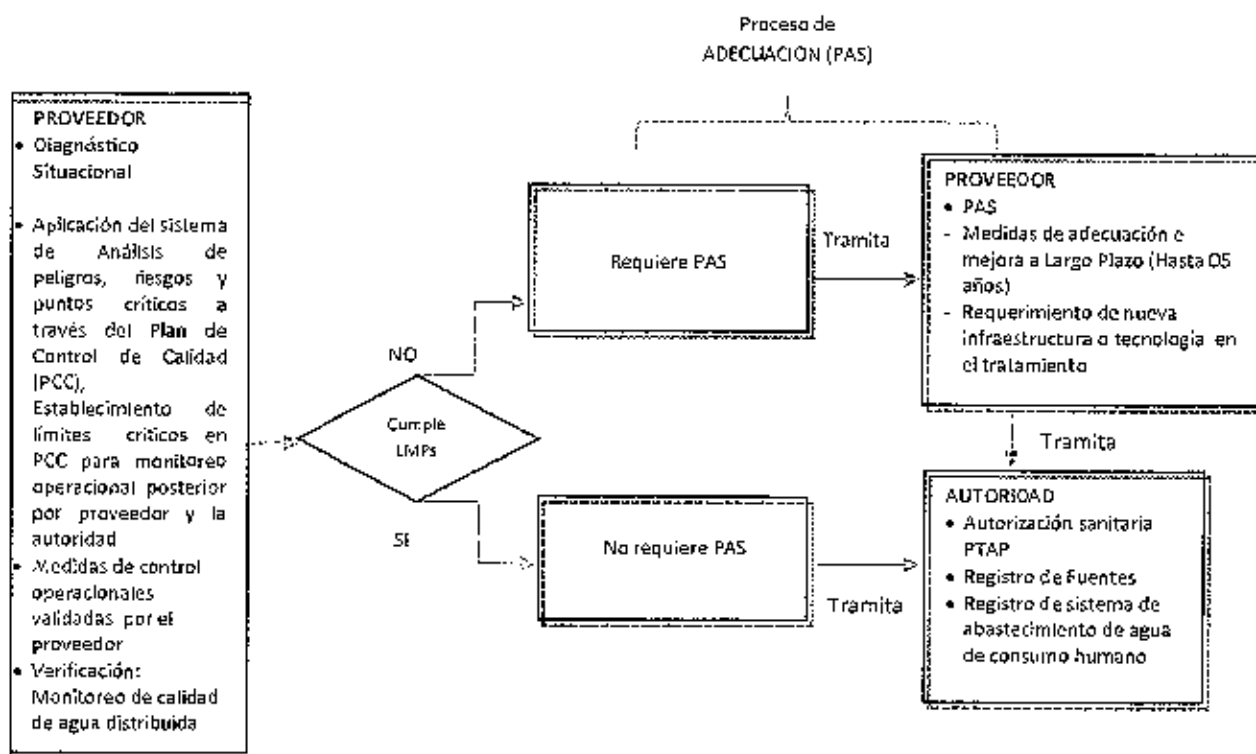 Proceso de
ADECUACION (PAS)
PROVEEDOR
• Diagnóstico
Situacional
• Aplicación del sistema
de Análisis de
peligros, riesgos y
puntos críticos a
través del Plan de
Control de Calidad
(PCC),
Establecimiento de
límites críticos en
PCC para monitoreo
operacional posterior
por proveedor y la
autoridad
• Medidas de control
operacionales
validadas por el
proveedor
• Verificación:
Monitoreo de calidad
de agua distribuida
NO
Cumple
LMPs
SE
Requiere PAS
Tramita
PROVEEDOR
• PAS
- Medidas de adecuación e
mejora a Largo Plazo (Hasta 05
años)
- Requerimiento de nueva
infraestructura o tecnología en
el tratamiento
Tramita
No requiere PAS
Tramita
AUTORIDAD
• Autorización sanitaria
PTAP
• Registro de Fuentes
• Registro de sistema de
abastecimiento de agua
de consumo humano